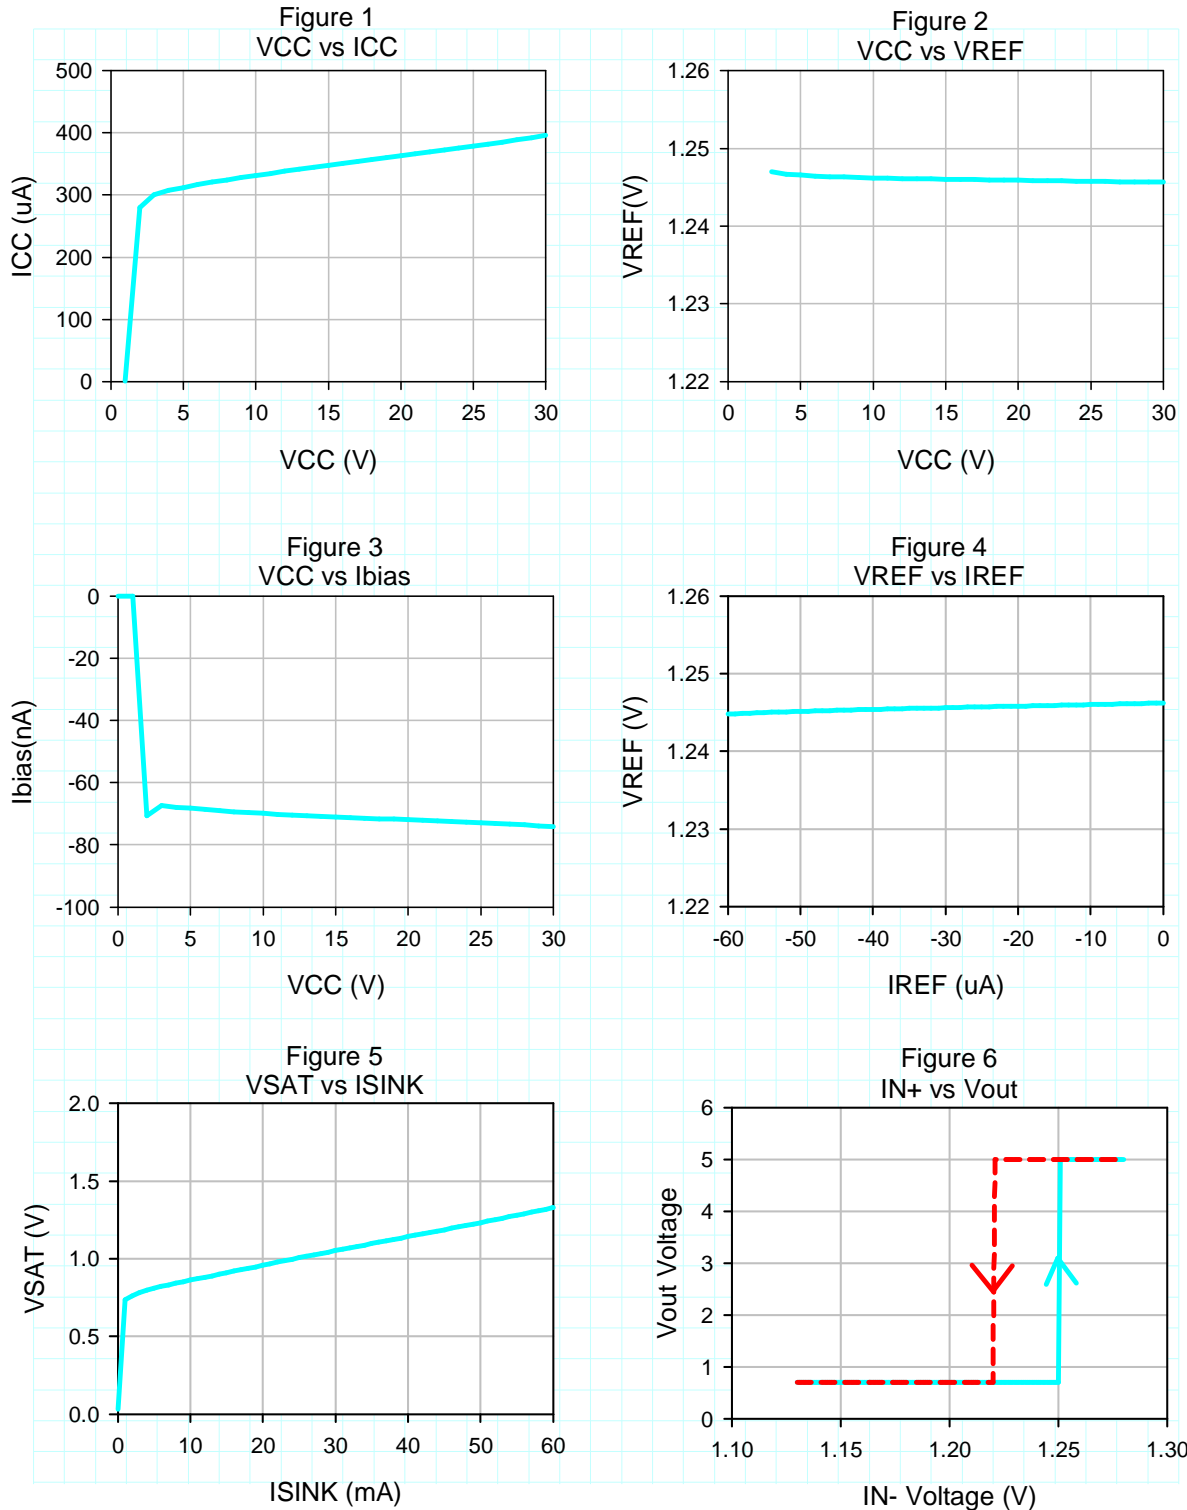 Figure 1
VCC vs ICC
500
400
300
200
100
0
ICC (uA)
0 5 10 15 20 25 30
VCC (V)
Figure 2
VCC vs VREF
1.26
1.25
1.24
1.23
1.22
VREF(V)
0 5 10 15 20 25 30
VCC (V)
Figure 3
VCC vs Ibias
0
-20
-40
-60
-80
-100
Ibias(nA)
0 5 10 15 20 25 30
VCC (V)
Figure 4
VREF vs IREF
1.26
1.25
1.24
1.23
1.22
VREF (V)
-60 -50 -40 -30 -20 -10 0
IREF (uA)
Figure 5
VSAT vs ISINK
2.0
1.5
1.0
0.5
0.0
VSAT (V)
0 10 20 30 40 50 60
ISINK (mA)
Figure 6
IN+ vs Vout
6
5
4
3
2
1
0
Vout Voltage
1.10 1.15 1.20 1.25 1.30
IN- Voltage (V)